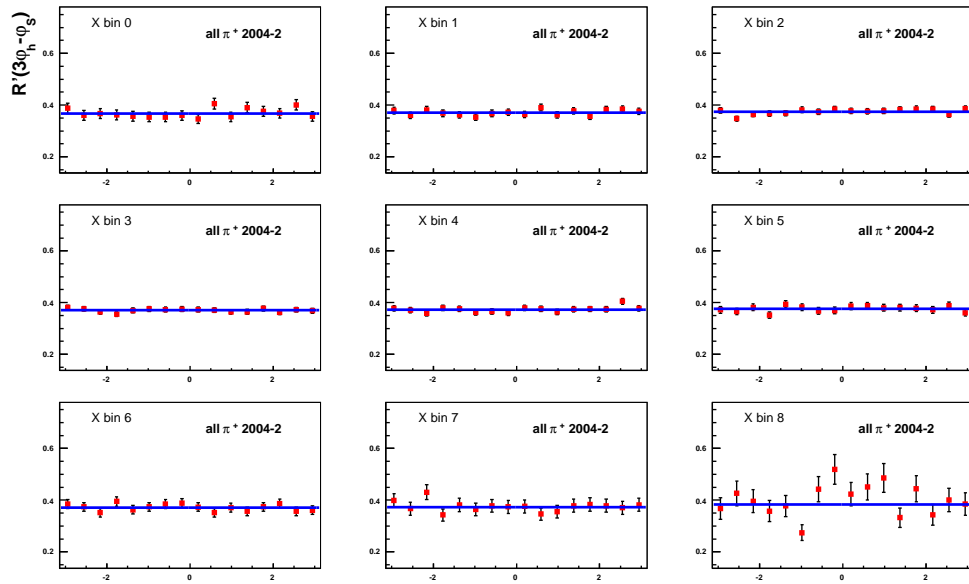 R'(3φh-φS)
X bin 0
all π+ 2004-2
0.6
0.4
0.2
-2 0 2
X bin 1
all π+ 2004-2
0.6
0.4
0.2
-2 0 2
X bin 2
all π+ 2004-2
0.6
0.4
0.2
-2 0 2
X bin 3
all π+ 2004-2
0.6
0.4
0.2
-2 0 2
X bin 4
all π+ 2004-2
0.6
0.4
0.2
-2 0 2
X bin 5
all π+ 2004-2
0.6
0.4
0.2
-2 0 2
X bin 6
all π+ 2004-2
0.6
0.4
0.2
-2 0 2
X bin 7
all π+ 2004-2
0.6
0.4
0.2
-2 0 2
X bin 8
all π+ 2004-2
0.6
0.4
0.2
-2 0 2